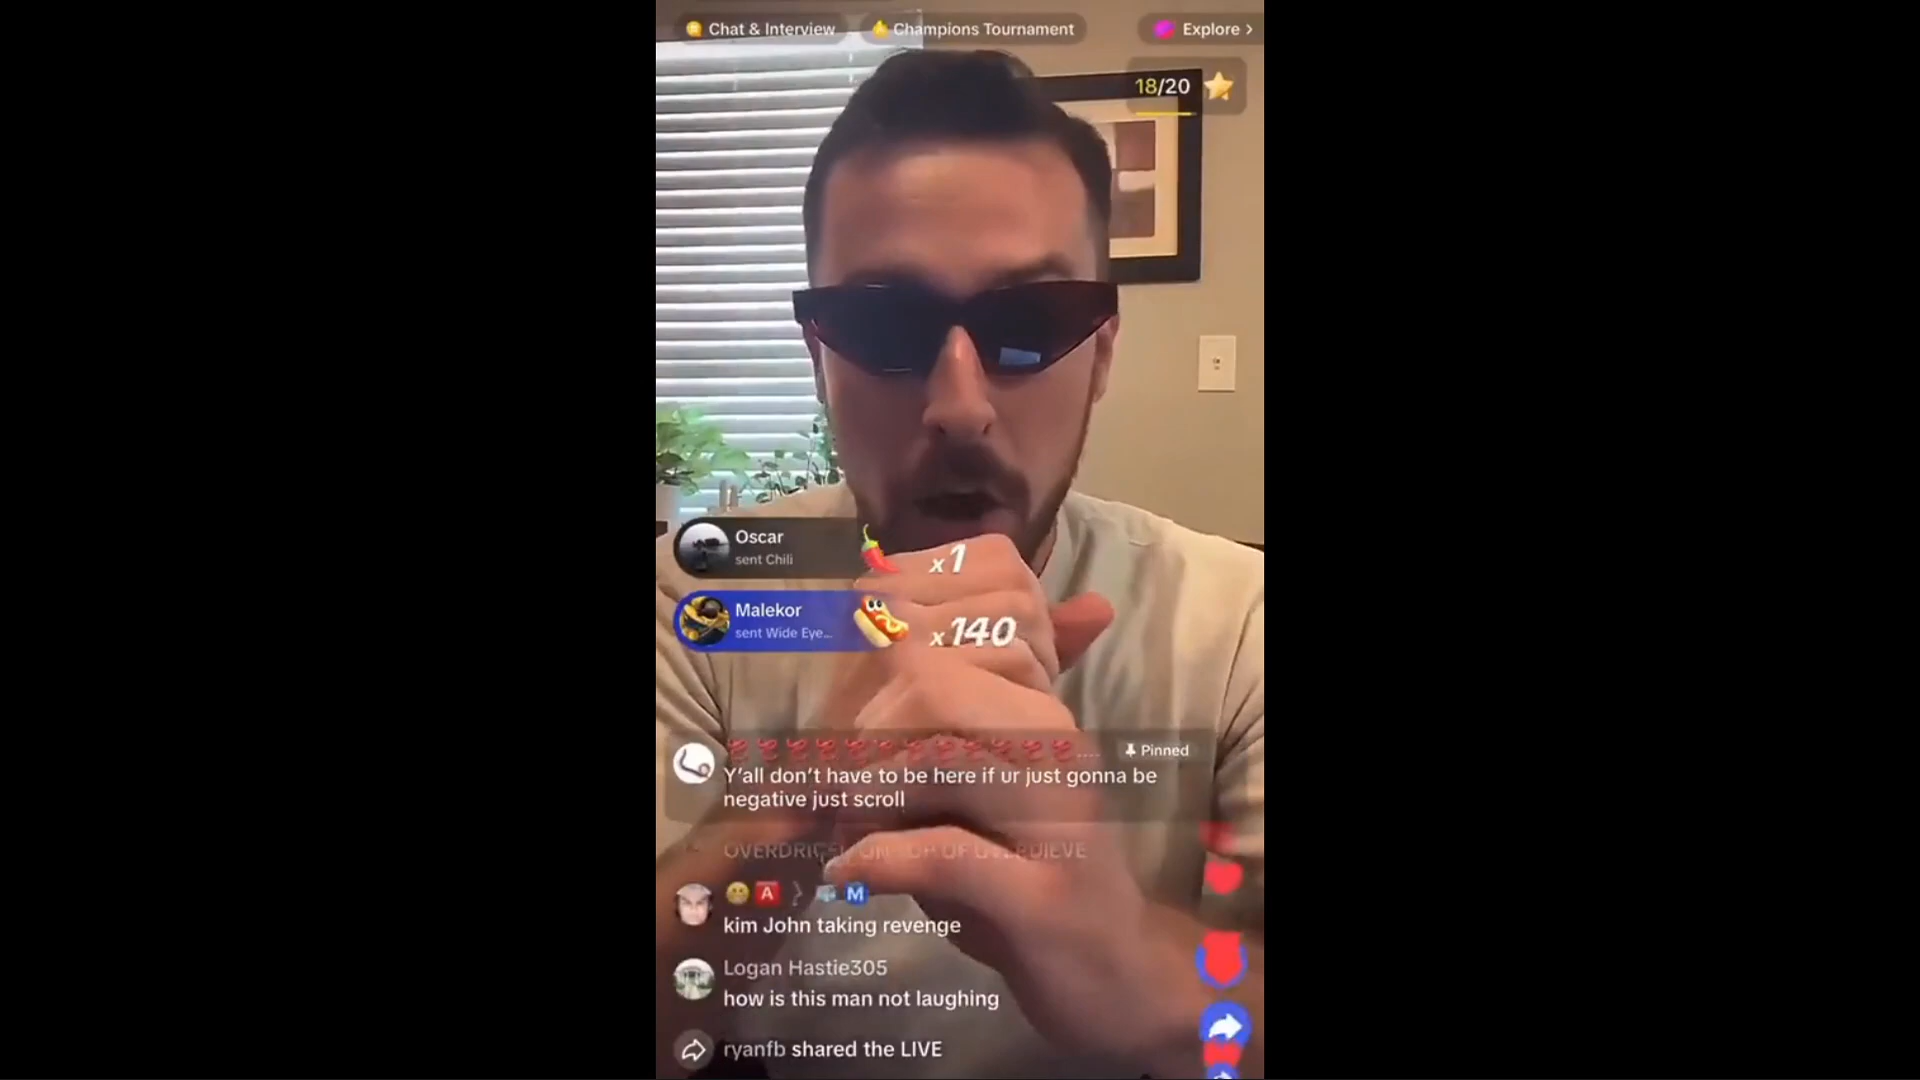 Chat & Interview
Champions Tournament
Explore >
18/20
Oscar
sent Chili
x1
Malekor
sent Wide Eye...
x140
Pinned
Y'all don't have to be here if ur just gonna be
negative just scroll
A M
kim John taking revenge
Logan Hastie305
how is this man not laughing
ryanfb shared the LIVE